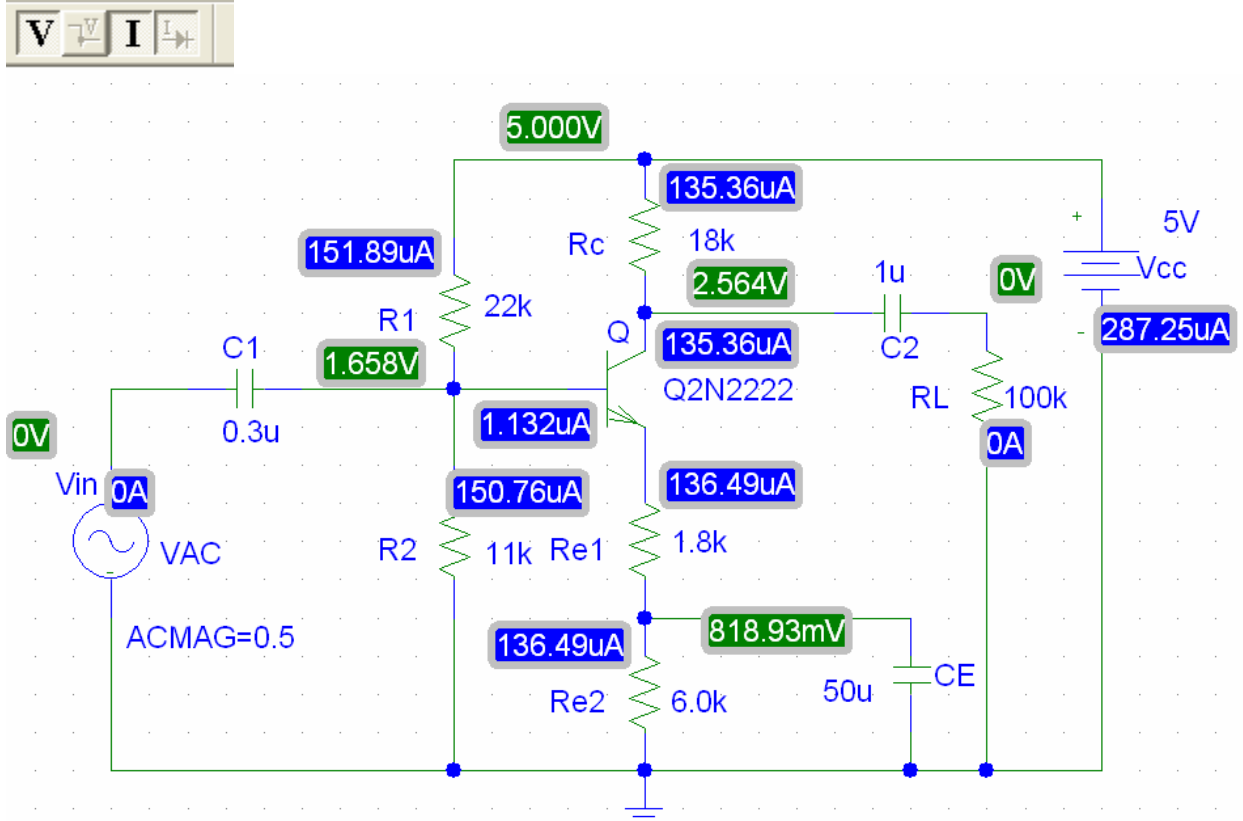 V V I I
5.000V
135.36uA
5V
Rc 18k
151.89uA
1u
Vcc
2.564V
0V
22k
R1
Q
135.36uA
287.25uA
C1
C2
1.658V
Q2N2222
RL 100k
0.3u
1.132uA
0V
0A
Vin 0A
150.76uA
136.49uA
VAC
R2 11k
Re1 1.8k
ACMAG=0.5
136.49uA
818.93mV
CE
50u
Re2 6.0k
+
-
-